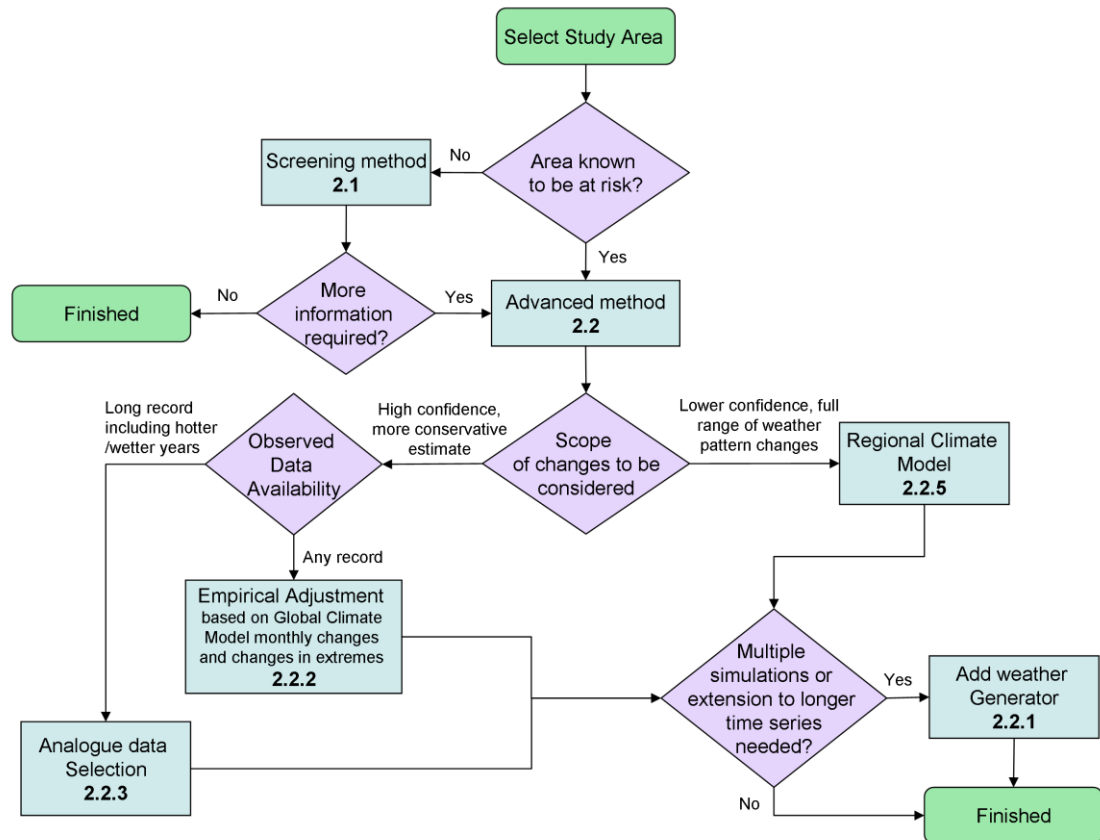 Select Study Area
Area known
to be at risk?
No
Screening method
2.1
Yes
More
information
required?
No
Finished
Yes
Advanced method
2.2
Scope
of changes to be
considered
High confidence,
more conservative
estimate
Lower confidence, full
range of weather
pattern changes
Observed
Data
Availability
Long record
including hotter
/wetter years
Regional Climate
Model
2.2.5
Any record
Empirical Adjustment
based on Global Climate
Model monthly changes
and changes in extremes
2.2.2
Analogue data
Selection
2.2.3
Multiple
simulations or
extension to longer
time series
needed?
Yes
Add weather
Generator
2.2.1
No
Finished